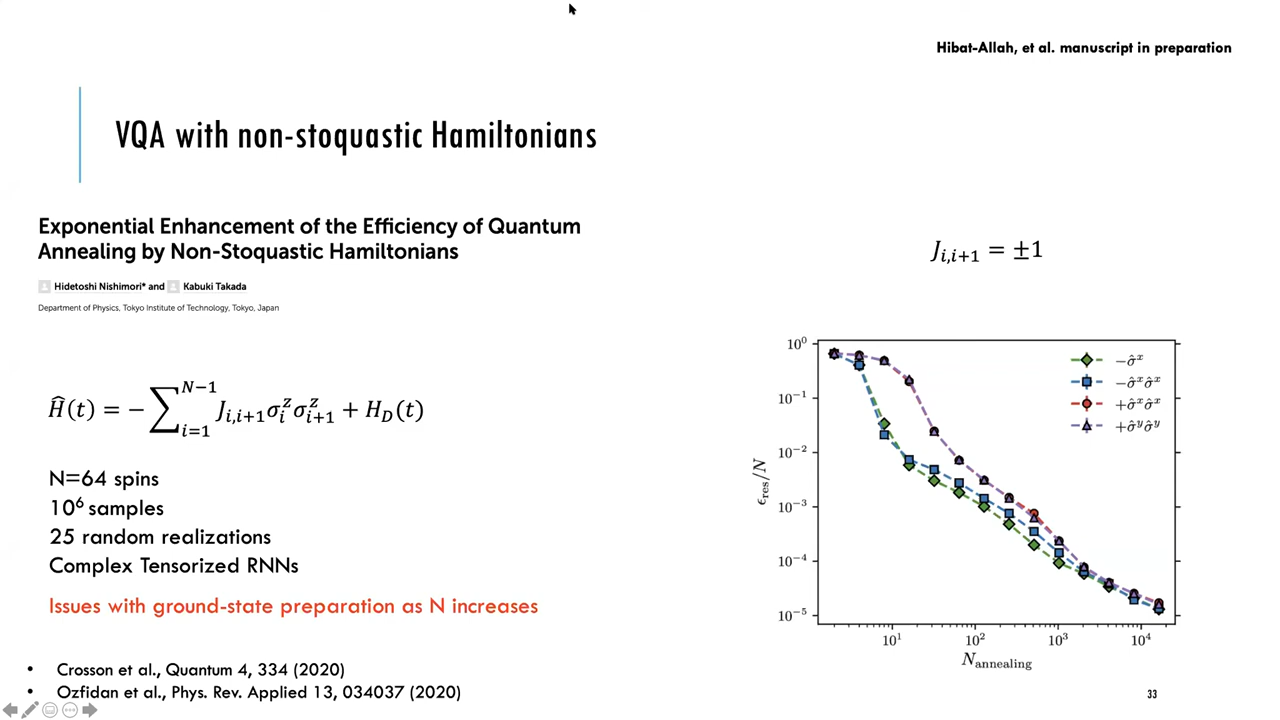 Hibat-Allah, et al. manuscript in preparation
VQA with non-stoquastic Hamiltonians
Exponential Enhancement of the Efficiency of Quantum
Annealing by Non-Stoquastic Hamiltonians
Hidetoshi Nishimori* and Kabuki Takada
Department of Physics, Tokyo Institute of Technology, Tokyo, Japan
Ĥ(t) = −∑_{i=1}^{N−1} J_{i,i+1}σ_i^z σ_{i+1}^z + H_D(t)
N=64 spins
10⁶ samples
25 random realizations
Complex Tensorized RNNs
Issues with ground-state preparation as N increases
• Crosson et al., Quantum 4, 334 (2020)
• Ozfidan et al., Phys. Rev. Applied 13, 034037 (2020)
J_{i,i+1} = ±1
−σ̂ˣ
−σ̂ˣσ̂ˣ
+σ̂ˣσ̂ˣ
+σ̂ʸσ̂ʸ
10⁰
10⁻¹
10⁻²
10⁻³
10⁻⁴
10⁻⁵
ϵ_res/N
10¹ 10² 10³ 10⁴
N_annealing
33